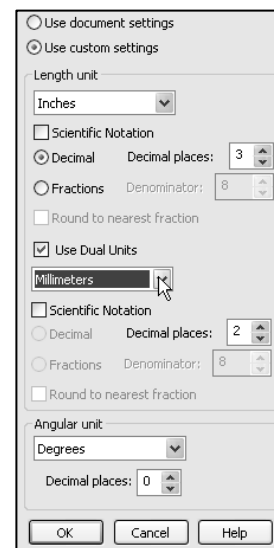 Use document settings
Use custom settings
Length unit
Inches
Scientific Notation
Decimal Decimal places: 3
Fractions Denominator: 8
Round to nearest fraction
Use Dual Units
Millimeters
Scientific Notation
Decimal Decimal places: 2
Fractions Denominator: 8
Round to nearest fraction
Angular unit
Degrees
Decimal places: 0
OK Cancel Help